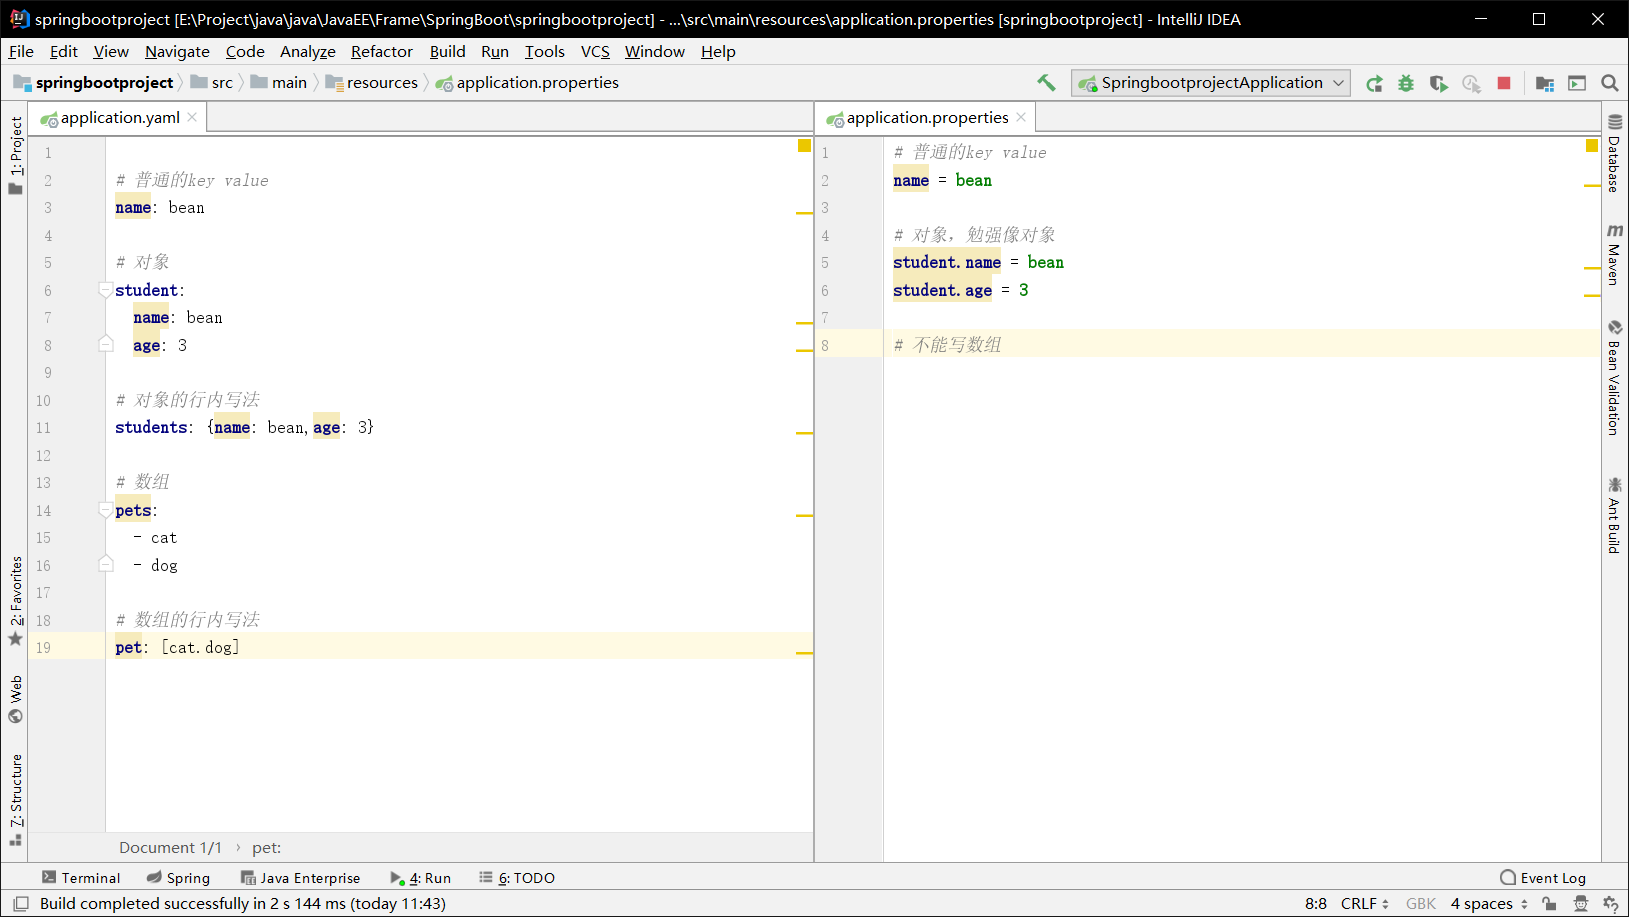 springbootproject [E:\Project\java\java\JavaEE\Frame\SpringBoot\springbootproject] - ...\src\main\resources\application.properties [springbootproject] - IntelliJ IDEA
File Edit View Navigate Code Analyze Refactor Build Run Tools VCS Window Help
springbootproject src main resources application.properties SpringbootprojectApplication
1: Project
2: Favorites
Web
Z: Structure
application.yaml
1
2 # 普通的key value
3 name: bean
4
5 # 对象
6 student:
7 name: bean
8 age: 3
9
10 # 对象的行内写法
11 students: {name: bean,age: 3}
12
13 # 数组
14 pets:
15 - cat
16 - dog
17
18 # 数组的行内写法
19 pet: [cat.dog]
Document 1/1 › pet:
application.properties
1 # 普通的key value
2 name = bean
3
4 # 对象，勉强像对象
5 student.name = bean
6 student.age = 3
7
8 # 不能写数组
Database
m Maven
Bean Validation
Ant Build
Terminal Spring Java Enterprise 4: Run 6: TODO Event Log
Build completed successfully in 2 s 144 ms (today 11:43) 8:8 CRLF GBK 4 spaces